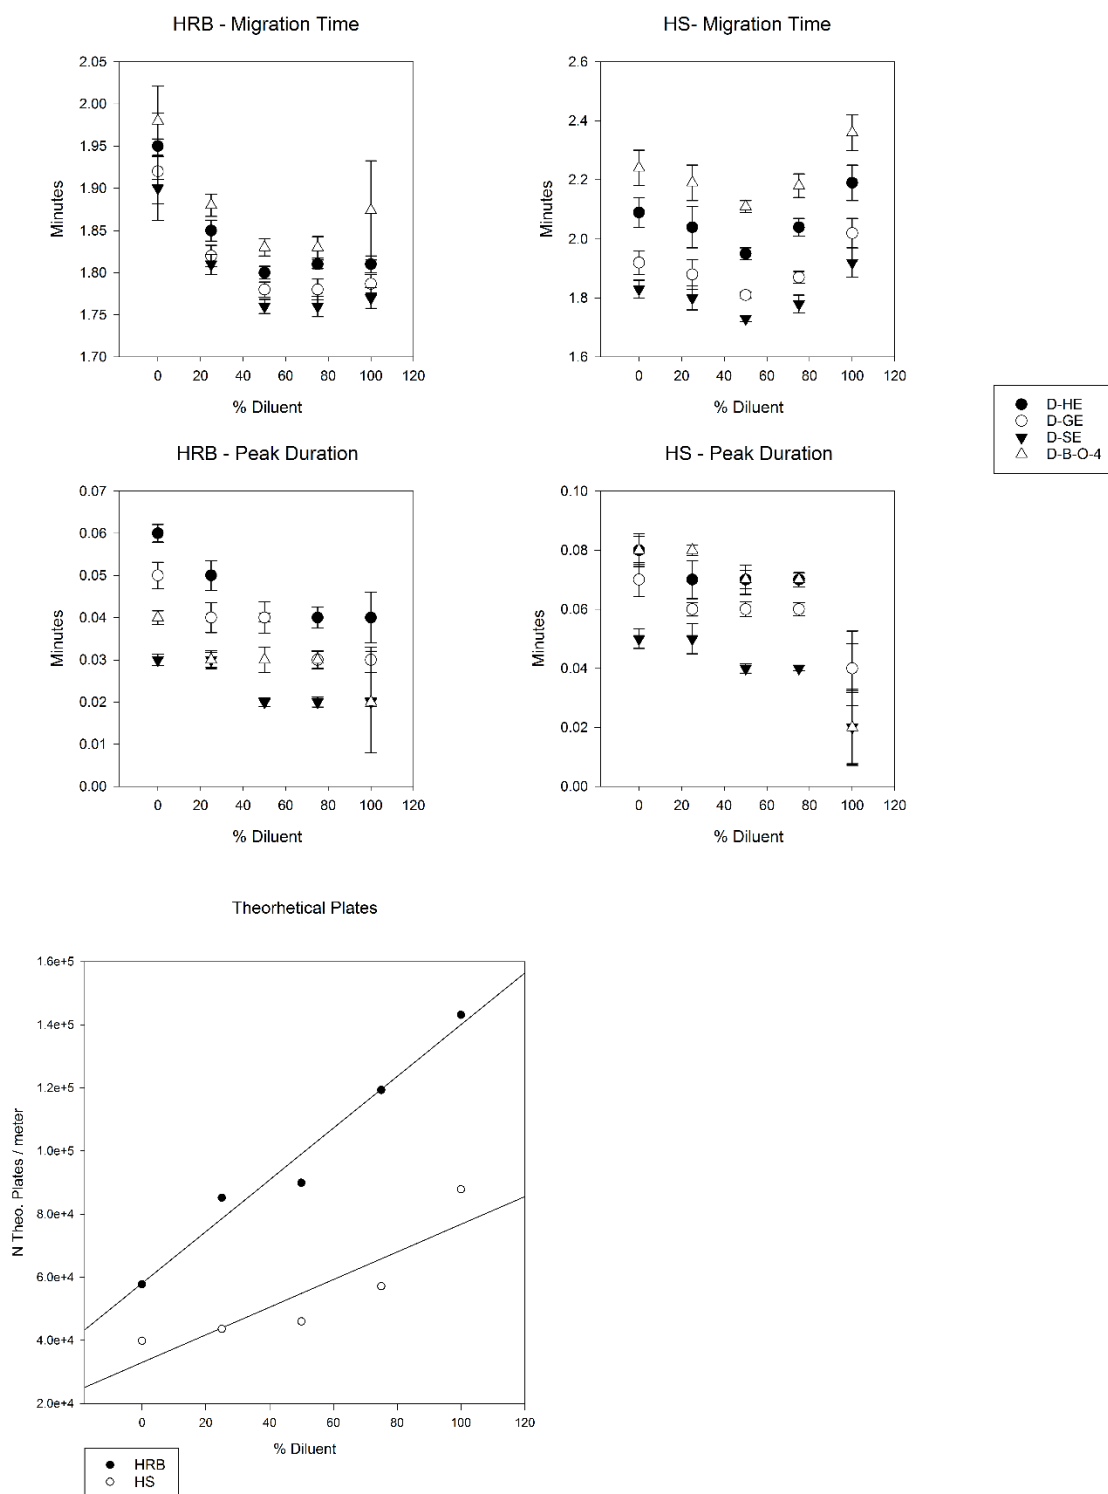 HRB - Migration Time
2.05
2.00
1.95
1.90
1.85
1.80
1.75
1.70
Minutes
0 20 40 60 80 100 120
% Diluent
HS- Migration Time
2.6
2.4
2.2
2.0
1.8
1.6
Minutes
0 20 40 60 80 100 120
% Diluent
D-HE
D-GE
D-SE
D-B-O-4
HRB - Peak Duration
0.07
0.06
0.05
0.04
0.03
0.02
0.01
0.00
Minutes
0 20 40 60 80 100 120
% Diluent
HS - Peak Duration
0.10
0.08
0.06
0.04
0.02
0.00
Minutes
0 20 40 60 80 100 120
% Diluent
Theorhetical Plates
1.6e+5
1.4e+5
1.2e+5
1.0e+5
8.0e+4
6.0e+4
4.0e+4
2.0e+4
N Theo. Plates / meter
0 20 40 60 80 100 120
% Diluent
HRB
HS